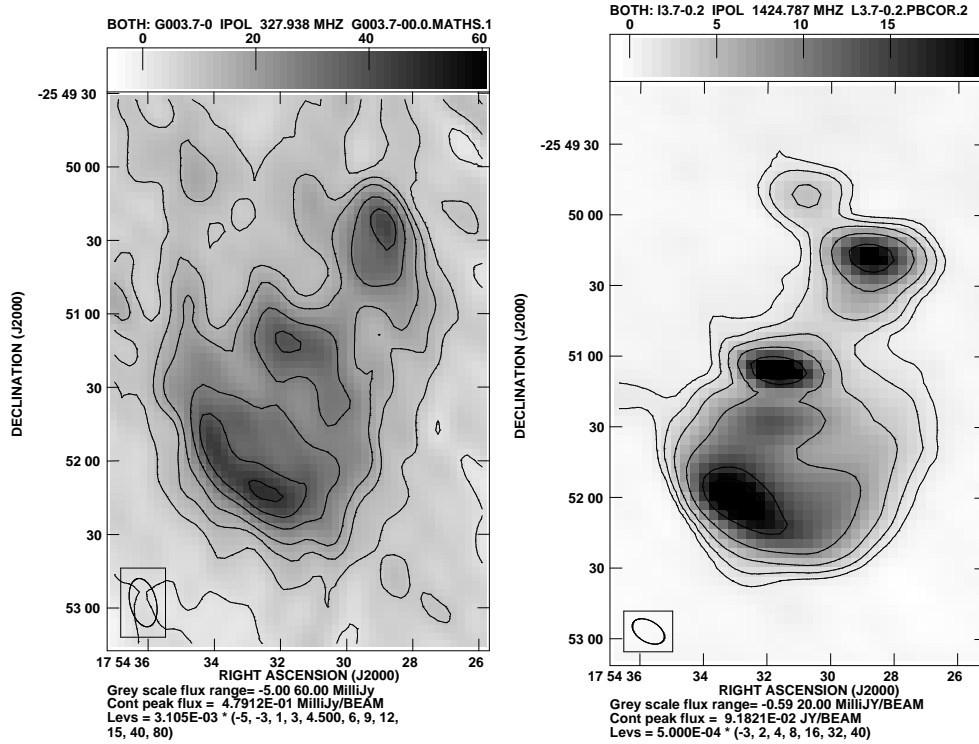 BOTH: G003.7-0 IPOL 327.938 MHZ G003.7-00.0.MATHS.1
0 20 40 60
-25 49 30
50 00
30
51 00
30
52 00
30
53 00
DECLINATION (J2000)
17 54 36 34 32 30 28 26
RIGHT ASCENSION (J2000)
Grey scale flux range= -5.00 60.00 MilliJy
Cont peak flux = 4.7912E-01 MilliJy/BEAM
Levs = 3.105E-03 * (-5, -3, 1, 3, 4.500, 6, 9, 12,
15, 40, 80)
BOTH: I3.7-0.2 IPOL 1424.787 MHZ L3.7-0.2.PBCOR.2
0 5 10 15
-25 49 30
50 00
30
51 00
30
52 00
30
53 00
DECLINATION (J2000)
17 54 36 34 32 30 28 26
RIGHT ASCENSION (J2000)
Grey scale flux range= -0.59 20.00 MilliJY/BEAM
Cont peak flux = 9.1821E-02 JY/BEAM
Levs = 5.000E-04 * (-3, 2, 4, 8, 16, 32, 40)